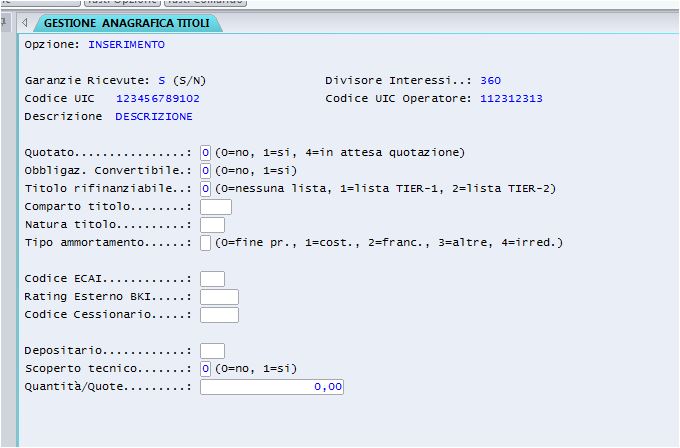 Tasti Opzione Tasti Comando
GESTIONE ANAGRAFICA TITOLI
Opzione: INSERIMENTO
Garanzie Ricevute: S (S/N) Divisore Interessi..: 360
Codice UIC 123456789102 Codice UIC Operatore: 112312313
Descrizione DESCRIZIONE
Quotato................: 0 (0=no, 1=si, 4=in attesa quotazione)
Obbligaz. Convertibile.: 0 (0=no, 1=si)
Titolo rifinanziabile..: 0 (0=nessuna lista, 1=lista TIER-1, 2=lista TIER-2)
Comparto titolo........:
Natura titolo..........:
Tipo ammortamento......: (0=fine pr., 1=cost., 2=franc., 3=altre, 4=irred.)
Codice ECAI............:
Rating Esterno BKI.....:
Codice Cessionario.....:
Depositario............:
Scoperto tecnico.......: 0 (0=no, 1=si)
Quantità/Quote.........: 0,00